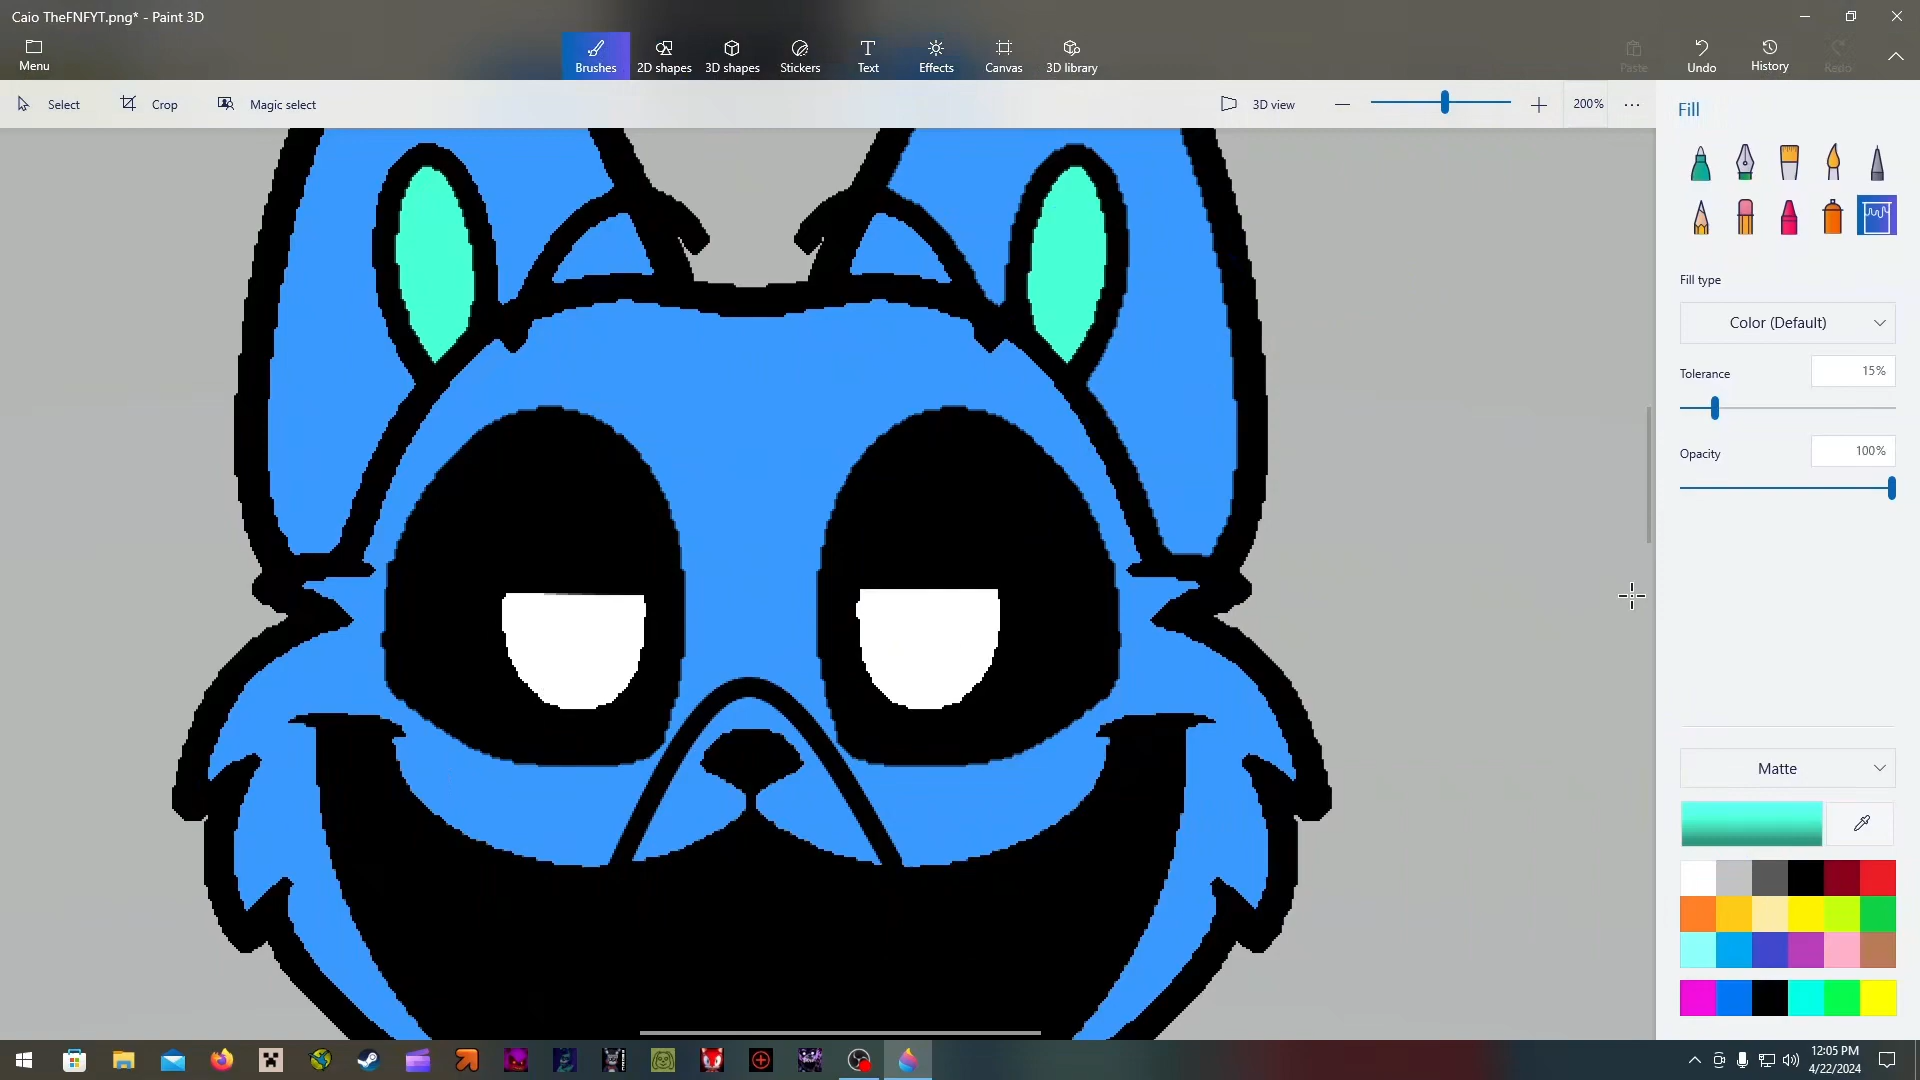 Caio TheFNFYT.png* - Paint 3D
Menu
Brushes
2D shapes
3D shapes
Stickers
Text
Effects
Canvas
3D library
Paste
Undo
History
Redo
Select
Crop
Magic select
3D view
200%
Fill
Fill type
Color (Default)
Tolerance
15%
Opacity
100%
Matte
12:05 PM
4/22/2024